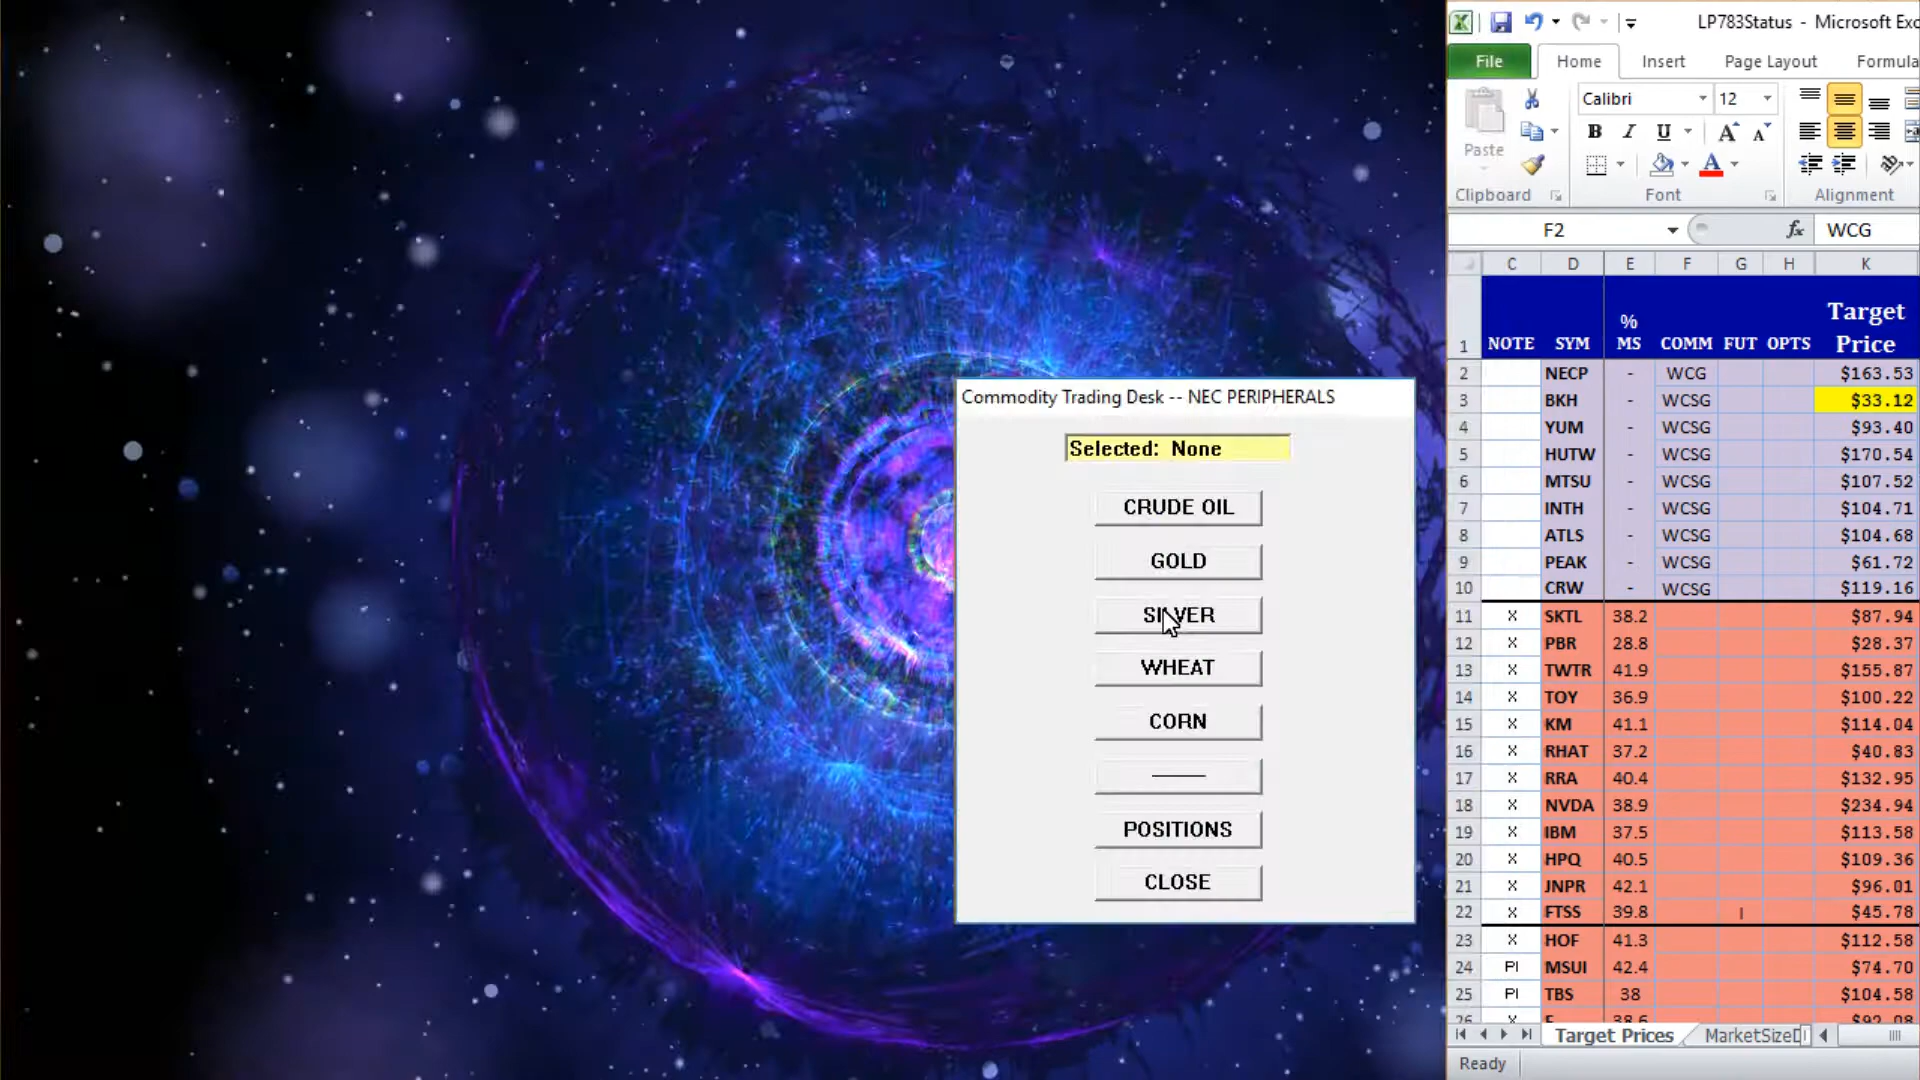 LP783Status - Microsoft Exc
File Home Insert Page Layout Formula
Calibri 12
Paste
B I U A A
A
Clipboard Font Alignment
F2 fx WCG
C D E F G H K
1 NOTE SYM % MS COMM FUT OPTS Target Price
2 NECP - WCG $163.53
3 BKH - WCSG $33.12
4 YUM - WCSG $93.40
5 HUTW - WCSG $170.54
6 MTSU - WCSG $107.52
7 INTH - WCSG $104.71
8 ATLS - WCSG $104.68
9 PEAK - WCSG $61.72
10 CRW - WCSG $119.16
11 X SKTL 38.2 $87.94
12 X PBR 28.8 $28.37
13 X TWTR 41.9 $155.87
14 X TOY 36.9 $100.22
15 X KM 41.1 $114.04
16 X RHAT 37.2 $40.83
17 X RRA 40.4 $132.95
18 X NVDA 38.9 $234.94
19 X IBM 37.5 $113.58
20 X HPQ 40.5 $109.36
21 X JNPR 42.1 $96.01
22 X FTSS 39.8 I $45.78
23 X HOF 41.3 $112.58
24 PI MSUI 42.4 $74.70
25 PI TBS 38 $104.58
26 X F 38.6 $92.08
Target Prices MarketSizeD
Ready
Commodity Trading Desk -- NEC PERIPHERALS
Selected: None
CRUDE OIL
GOLD
SILVER
WHEAT
CORN
POSITIONS
CLOSE